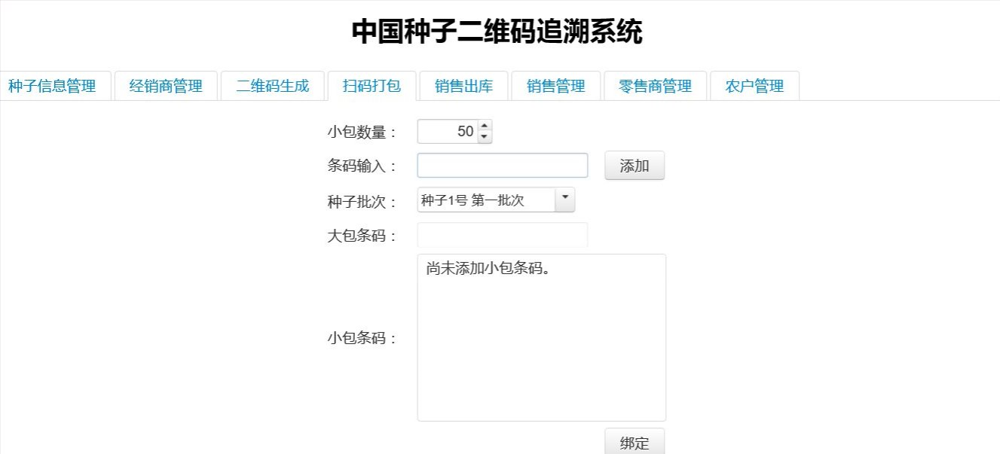 中国种子二维码追溯系统
种子信息管理 经销商管理 二维码生成 扫码打包 销售出库 销售管理 零售商管理 农户管理
小包数量： 50
条码输入： 添加
种子批次： 种子1号 第一批次
大包条码：
尚未添加小包条码。
小包条码：
绑定